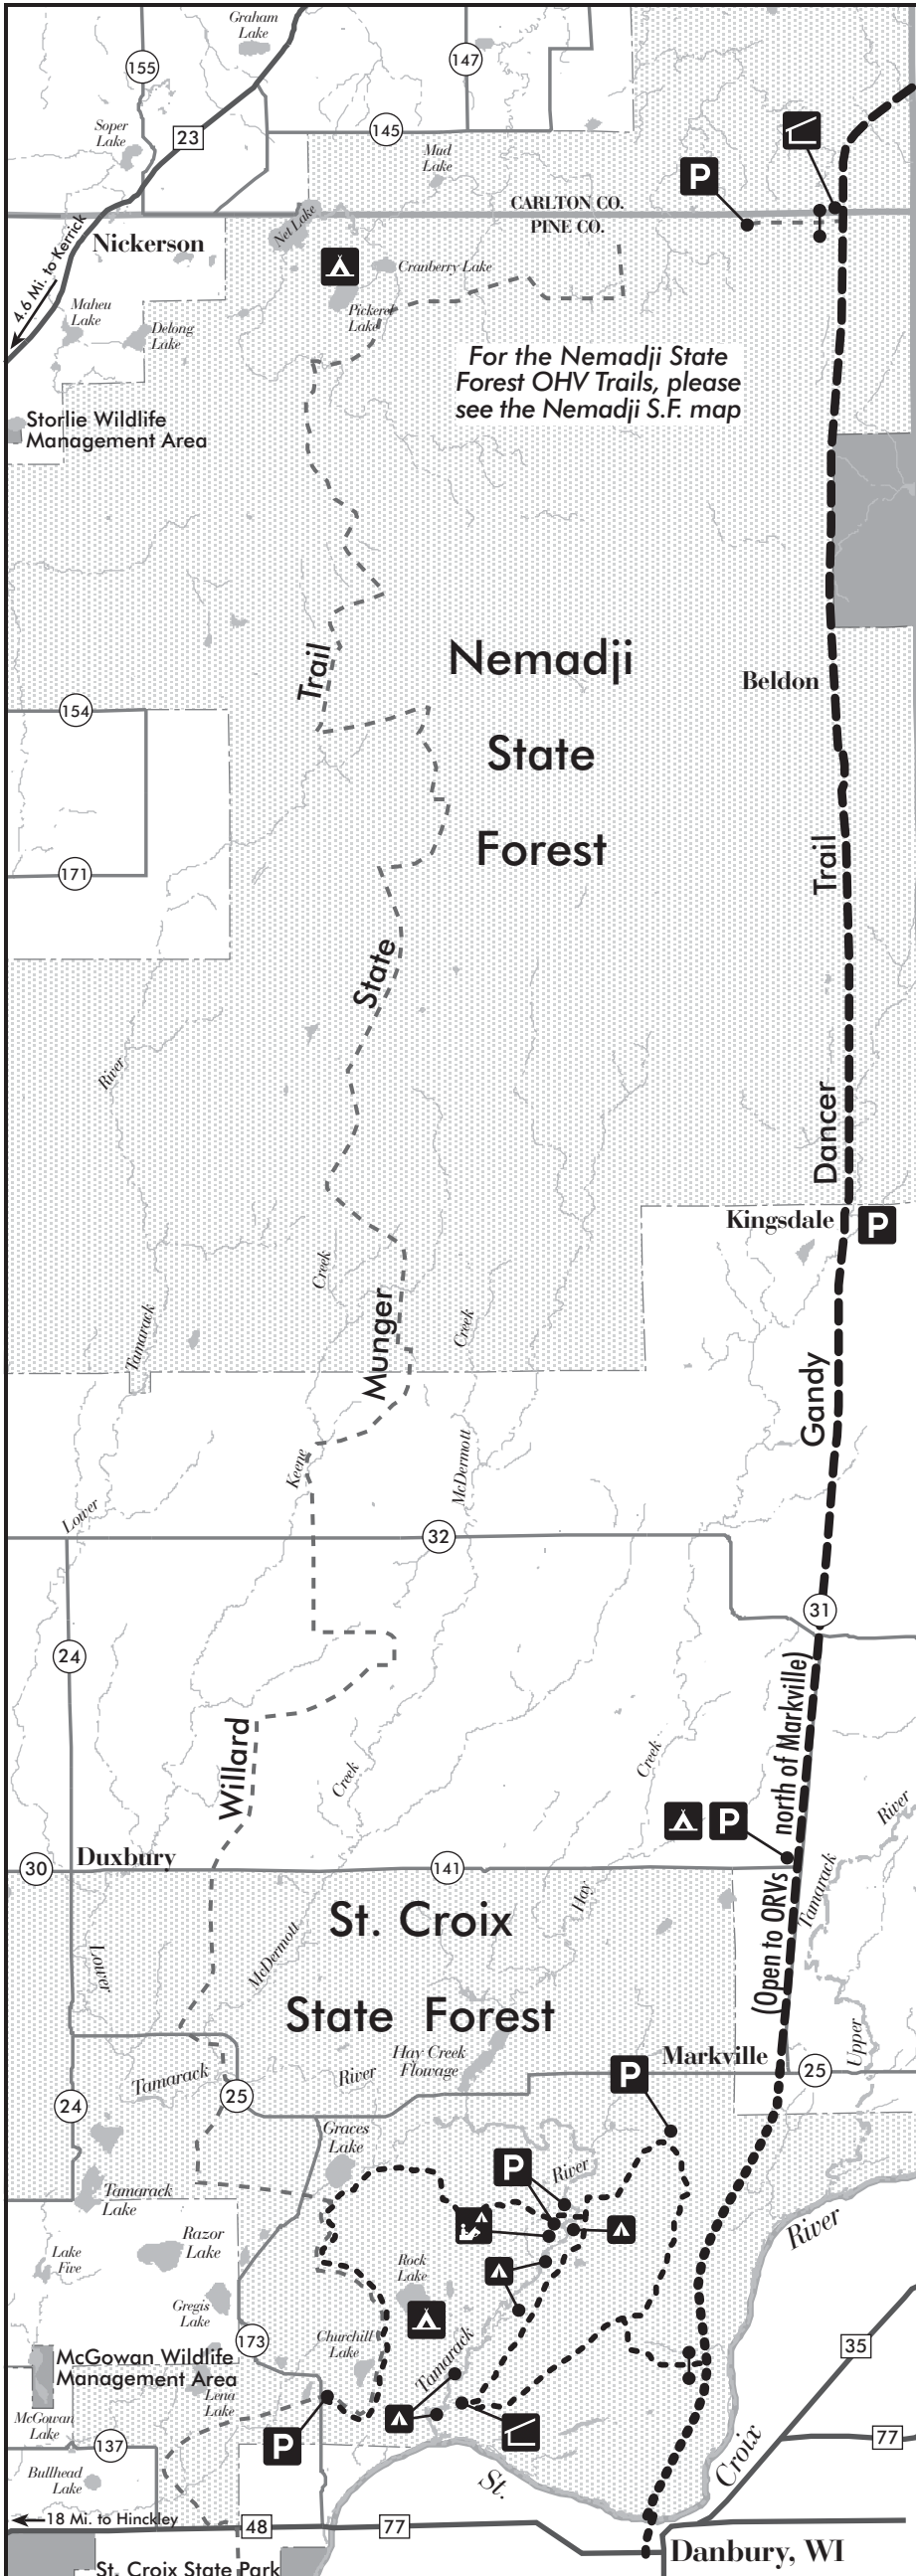 Graham
Lake
155
147
Soper
Lake
23
145
Mud
Lake
P
CARLTON CO.
PINE CO.
Net Lake
Nickerson
4.6 Mi. to Kerrick
Cranberry Lake
Maheu
Lake
Delong
Lake
Pickerel
Lake
For the Nemadji State
Forest OHV Trails, please
see the Nemadji S.F. map
Storlie Wildlife
Management Area
Trail
Nemadji
State
Forest
Beldon
154
171
Trail
State
River
Dancer
Kingsdale
P
Creek
Creek
Tamarack
Munger
Gandy
Keene
McDermott
Lower
32
31
24
Willard
Creek
Creek
(Open to ORVs north of Markville)
P
River
30
Duxbury
141
Tamarack
Hay
St. Croix
State Forest
McDermott
Lower
Upper
Hay Creek
Flowage
Markville
P
25
Tamarack
River
25
24
Graces
Lake
P
River
Tamarack
Lake
Razor
Lake
Lake
Five
Rock
Lake
River
Gregis
Lake
173
Churchill
Lake
Tamarack
35
McGowan Wildlife
Management Area
Lena
Lake
McGowan
Lake
P
137
77
Croix
Bullhead
Lake
St.
18 Mi. to Hinckley
48
77
Danbury, WI
St. Croix State Park